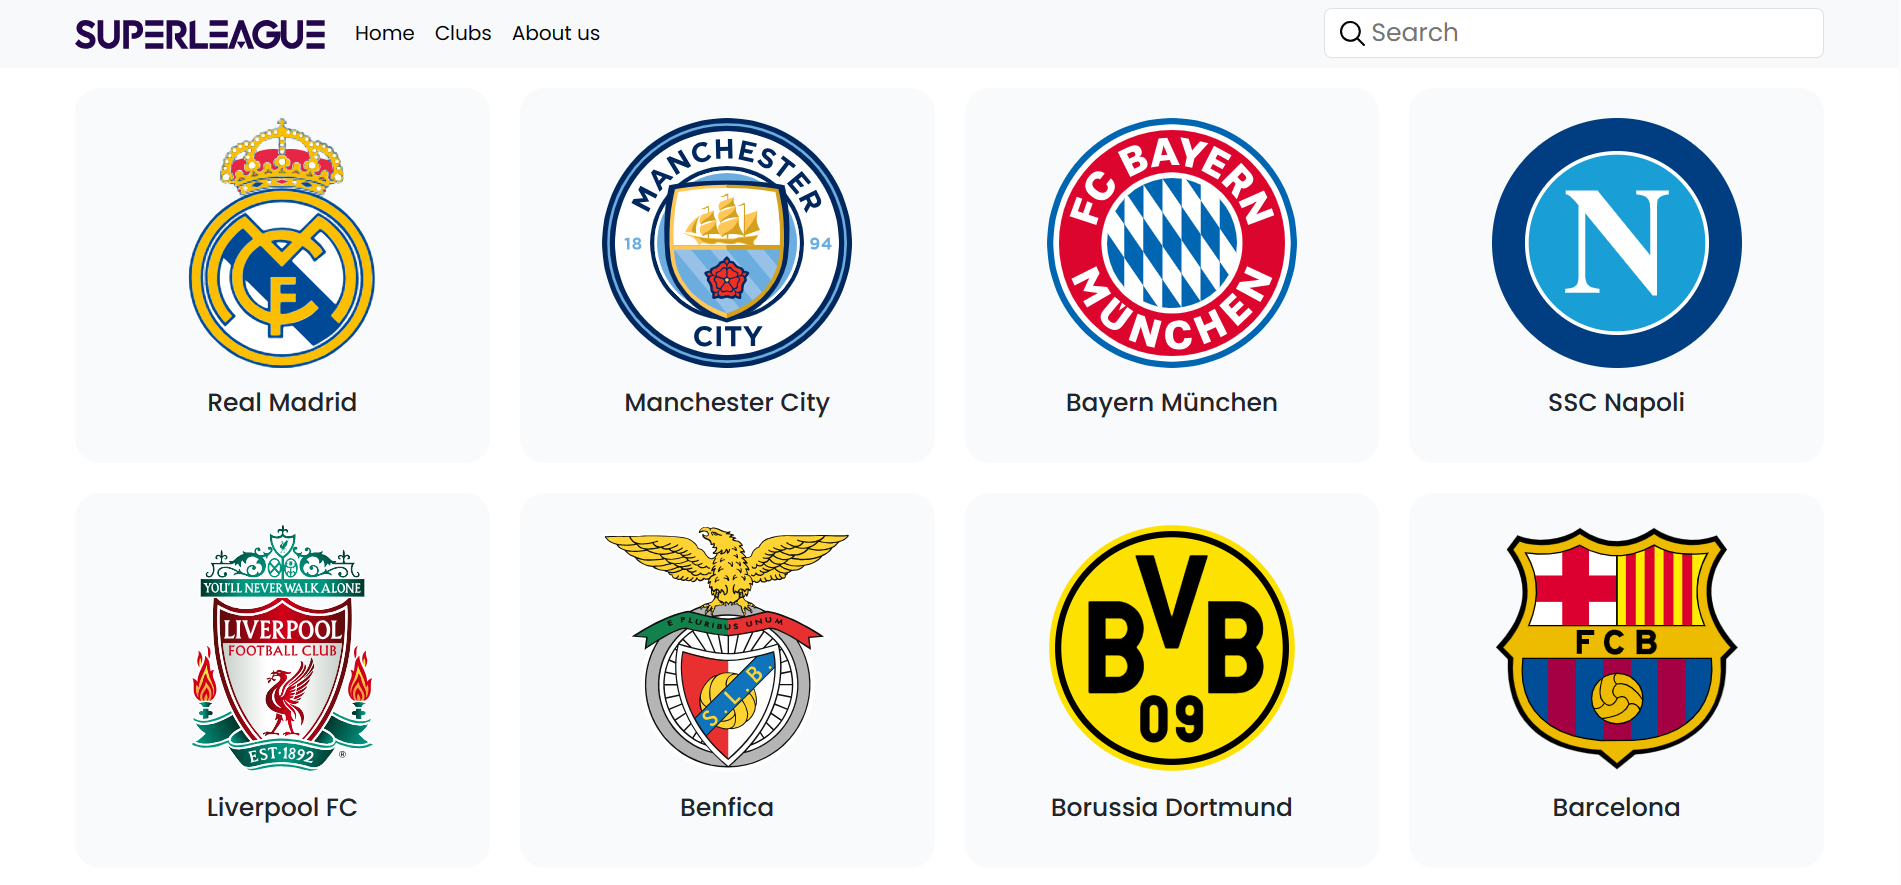 SUPERLEAGUE Home Clubs About us Search
MANCHESTER
18 94
CITY
FC BAYERN
MÜNCHEN
N
Real Madrid
Manchester City
Bayern München
SSC Napoli
YOU'LL NEVER WALK ALONE
LIVERPOOL
FOOTBALL CLUB
EST·1892 ®
E PLURIBUS UNUM
S.L.B.
BVB
09
FCB
Liverpool FC
Benfica
Borussia Dortmund
Barcelona